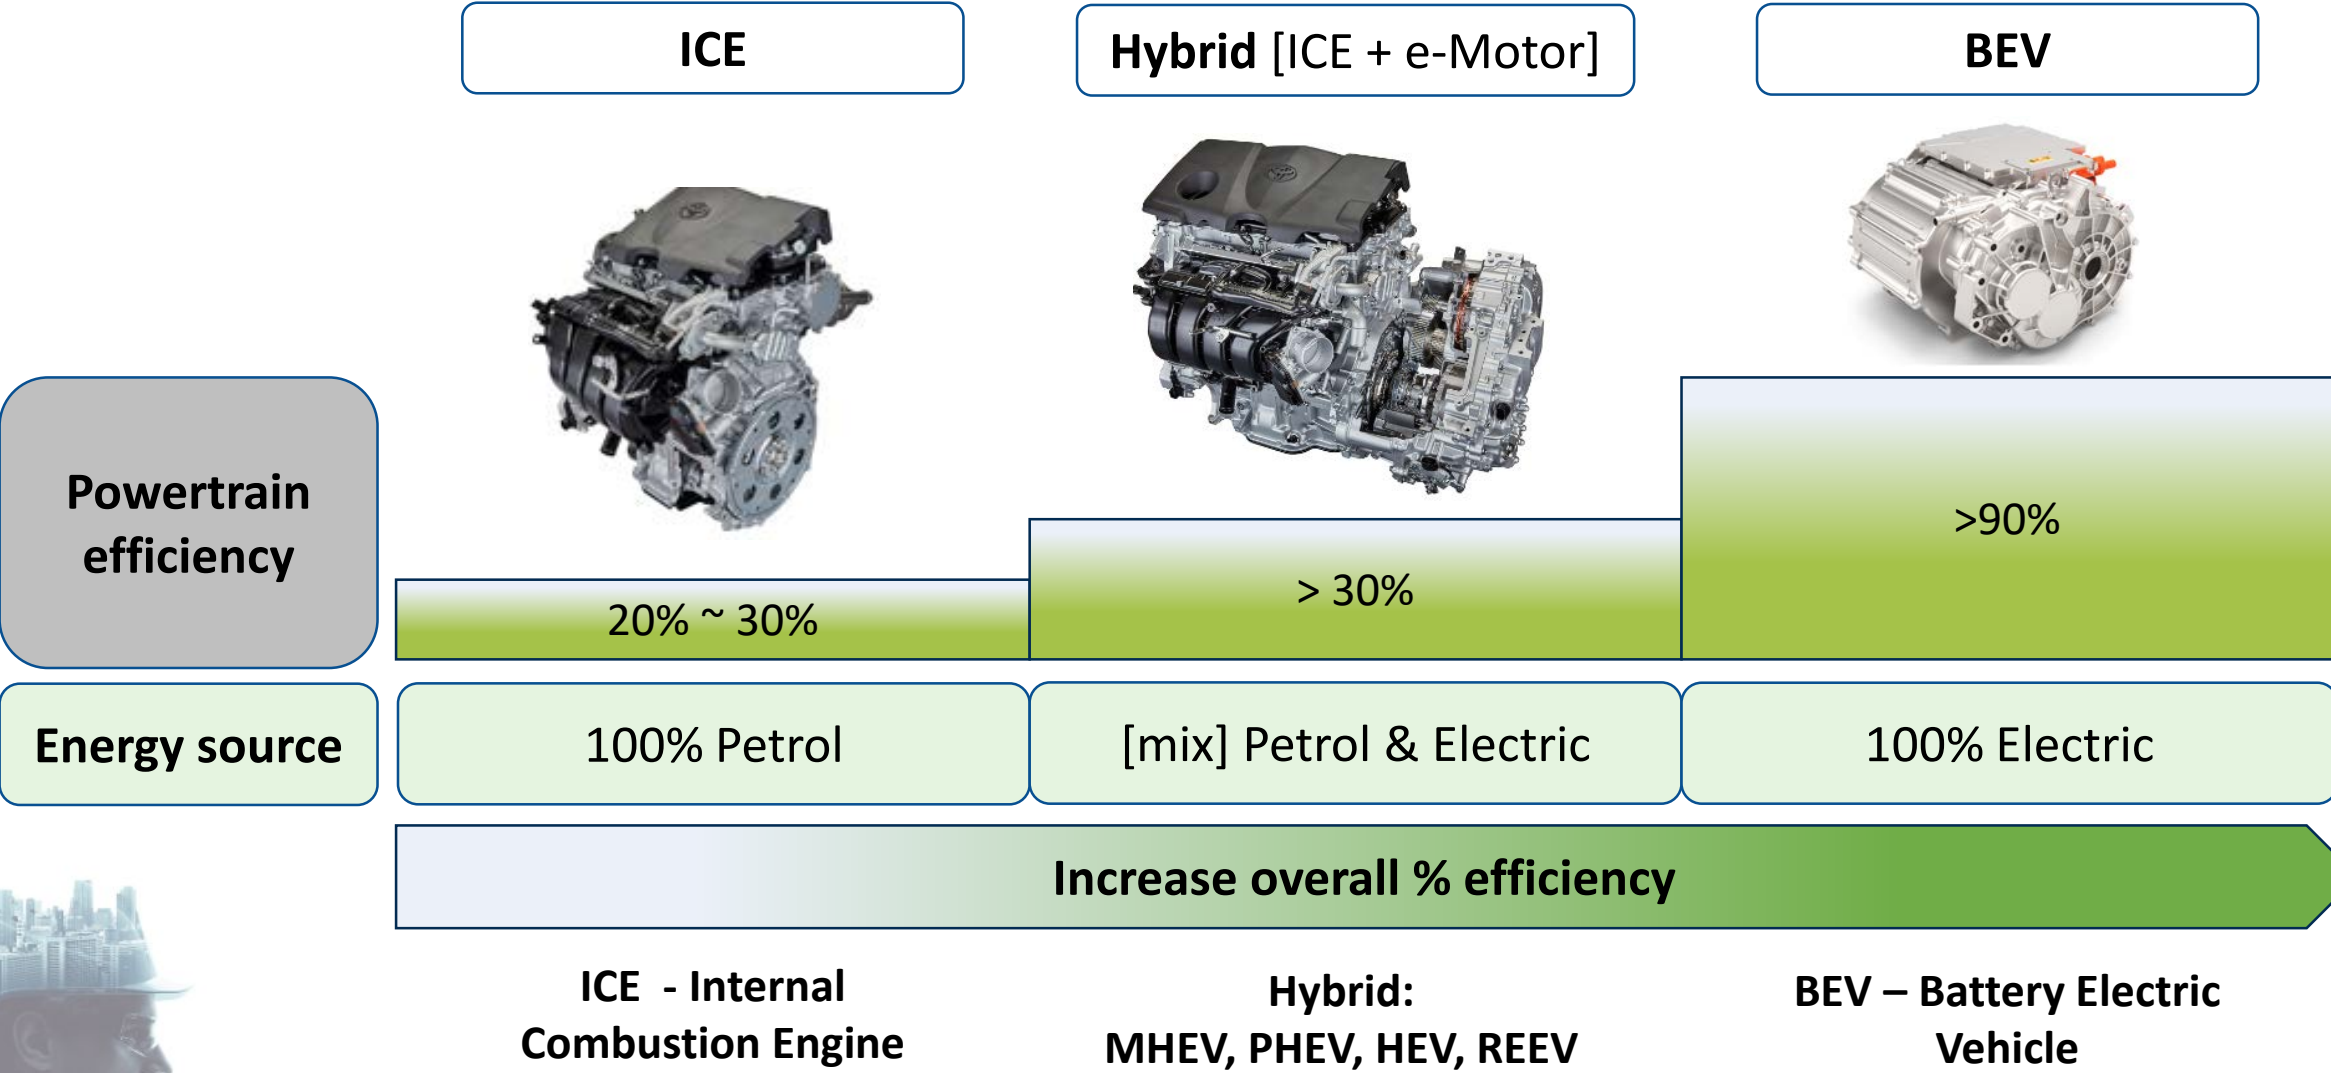 ICE
Hybrid [ICE + e-Motor]
BEV
Powertrain
efficiency
20% ~ 30%
> 30%
>90%
Energy source
100% Petrol
[mix] Petrol & Electric
100% Electric
Increase overall % efficiency
ICE - Internal
Combustion Engine
Hybrid:
MHEV, PHEV, HEV, REEV
BEV – Battery Electric
Vehicle